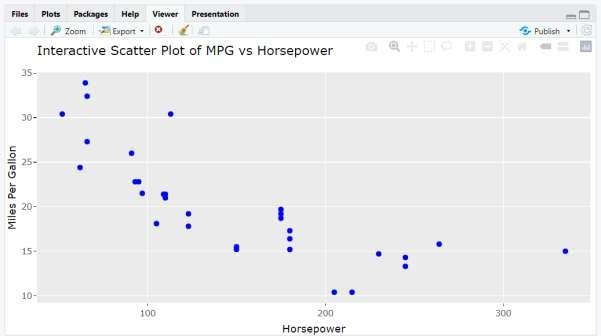 Files Plots Packages Help Viewer Presentation
Zoom Export Publish
Interactive Scatter Plot of MPG vs Horsepower
35
30
25
20
15
10
Miles Per Gallon
100 200 300
Horsepower